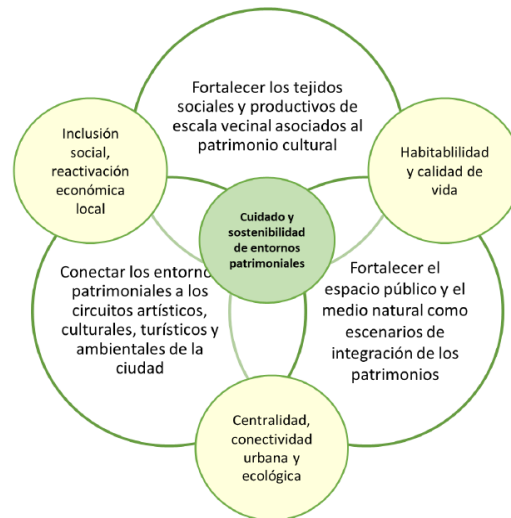 Fortalecer los tejidos
sociales y productivos de
escala vecinal asociados al
patrimonio cultural
Inclusión
social,
reactivación
económica
local
Habitablilidad
y calidad de
vida
Cuidado y
sostenibilidad
de entornos
patrimoniales
Conectar los entorno
patrimoniales a los
circuitos artísticos,
culturales, turísticos y
ambientales de la
ciudad
Fortalecer el
espacio público y el
medio natural como
escenarios de
integración de los
patrimonios
Centralidad,
conectividad
urbana y
ecológica